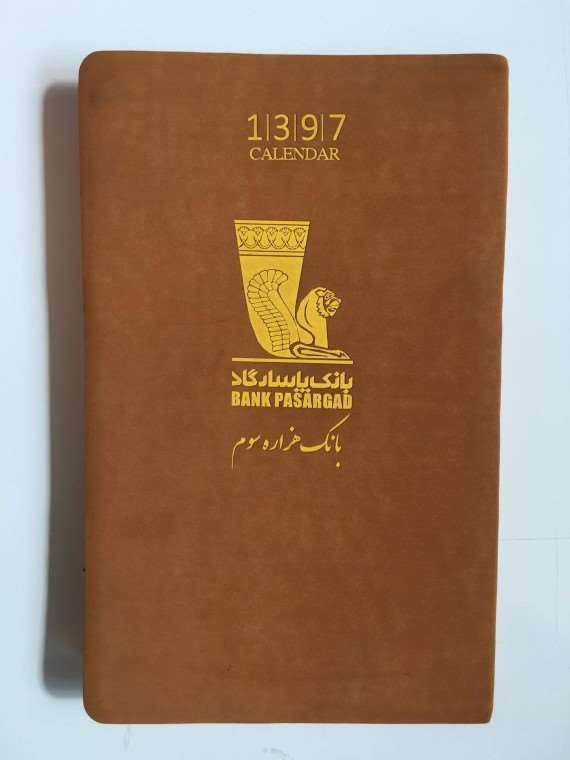 1|3|9|7
CALENDAR
بانک پاسارگاد
BANK PASARGAD
بانک هزاره سوم